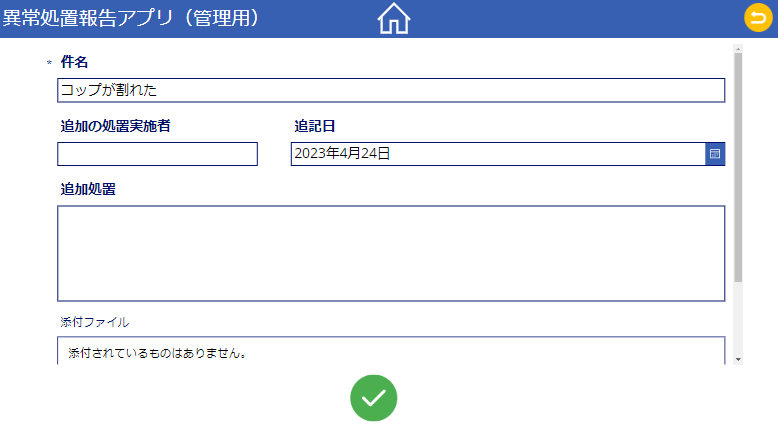 異常処置報告アプリ（管理用）
* 件名
コップが割れた
追加の処置実施者 追記日
2023年4月24日
追加処置
添付ファイル
添付されているものはありません。